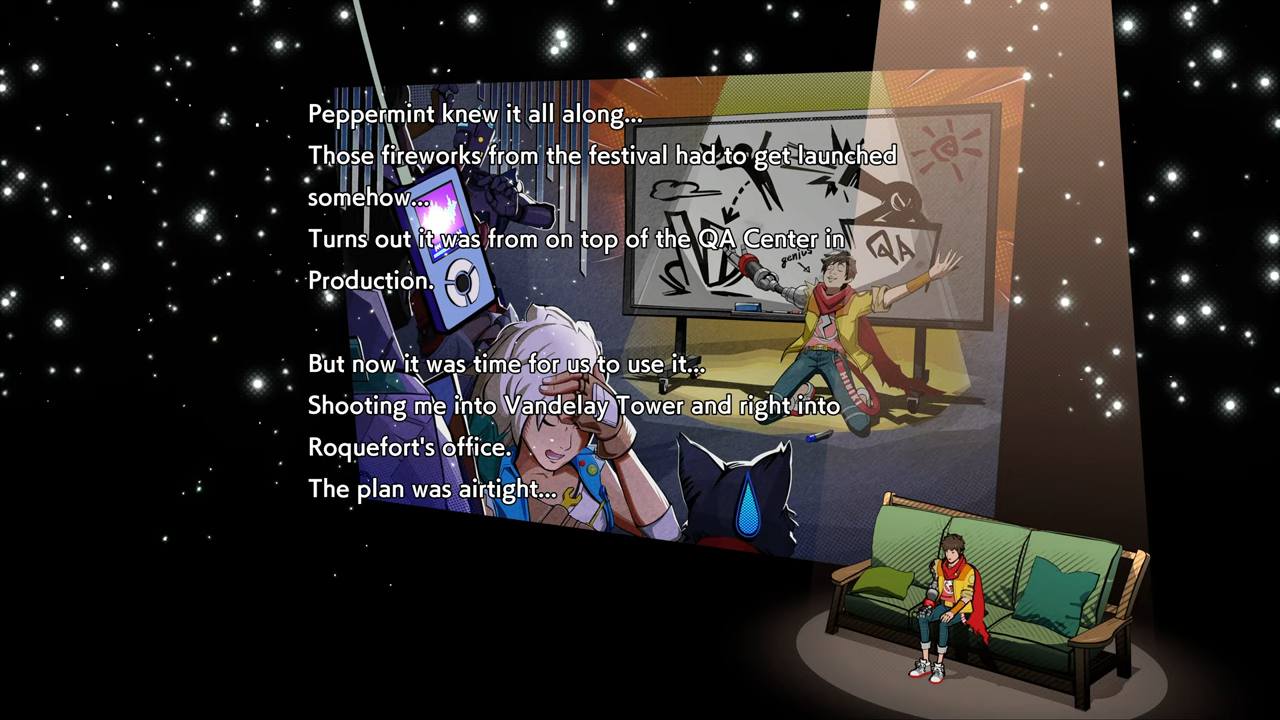 Peppermint knew it all along...
Those fireworks from the festival had to get launched
somehow...
Turns out it was from on top of the QA Center in
Production.
But now it was time for us to use it...
Shooting me into Vandelay Tower and right into
Roquefort's office.
The plan was airtight...
QA
genius